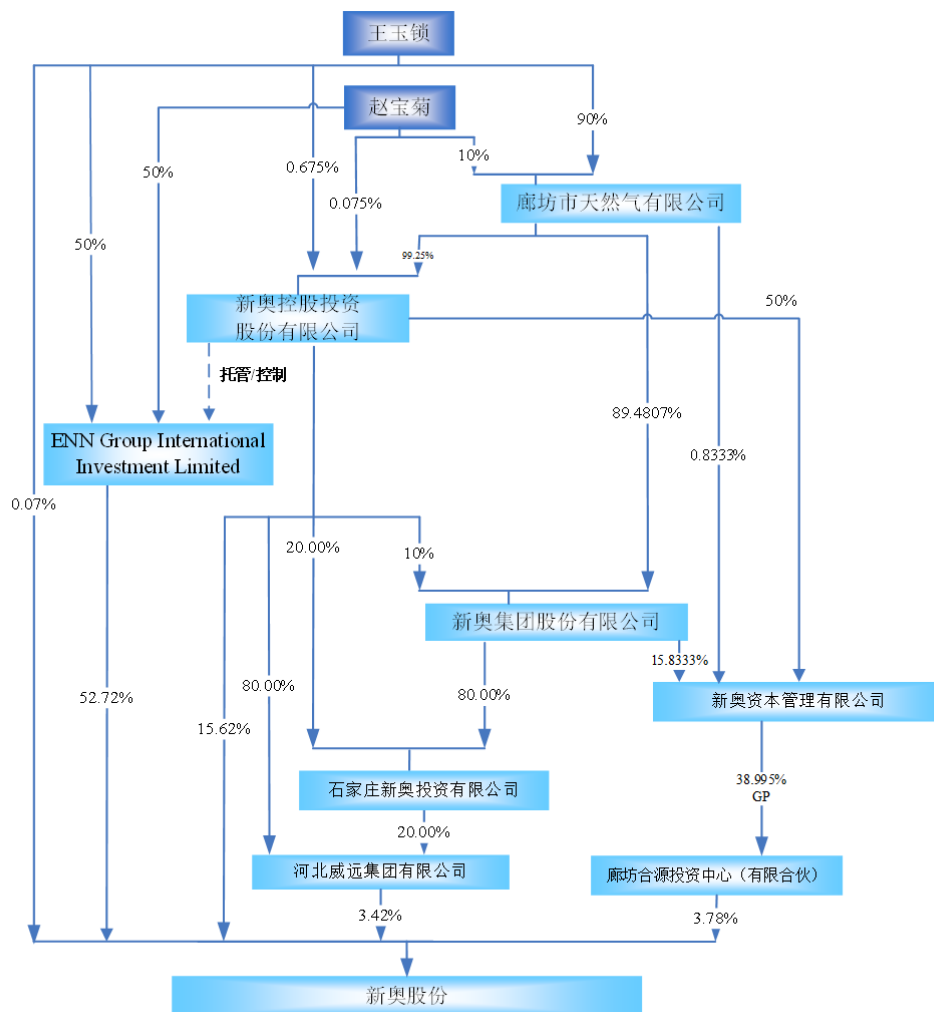 王玉锁
赵宝菊
90%
10%
0.675%
50%
0.075%
廊坊市天然气有限公司
50%
99.25%
新奥控股投资
股份有限公司
50%
托管/控制
89.4807%
ENN Group International
Investment Limited
0.8333%
0.07%
20.00%
10%
新奥集团股份有限公司
15.8333%
80.00%
80.00%
52.72%
15.62%
新奥资本管理有限公司
石家庄新奥投资有限公司
38.995%
GP
20.00%
河北威远集团有限公司
廊坊合源投资中心（有限合伙）
3.42%
3.78%
新奥股份